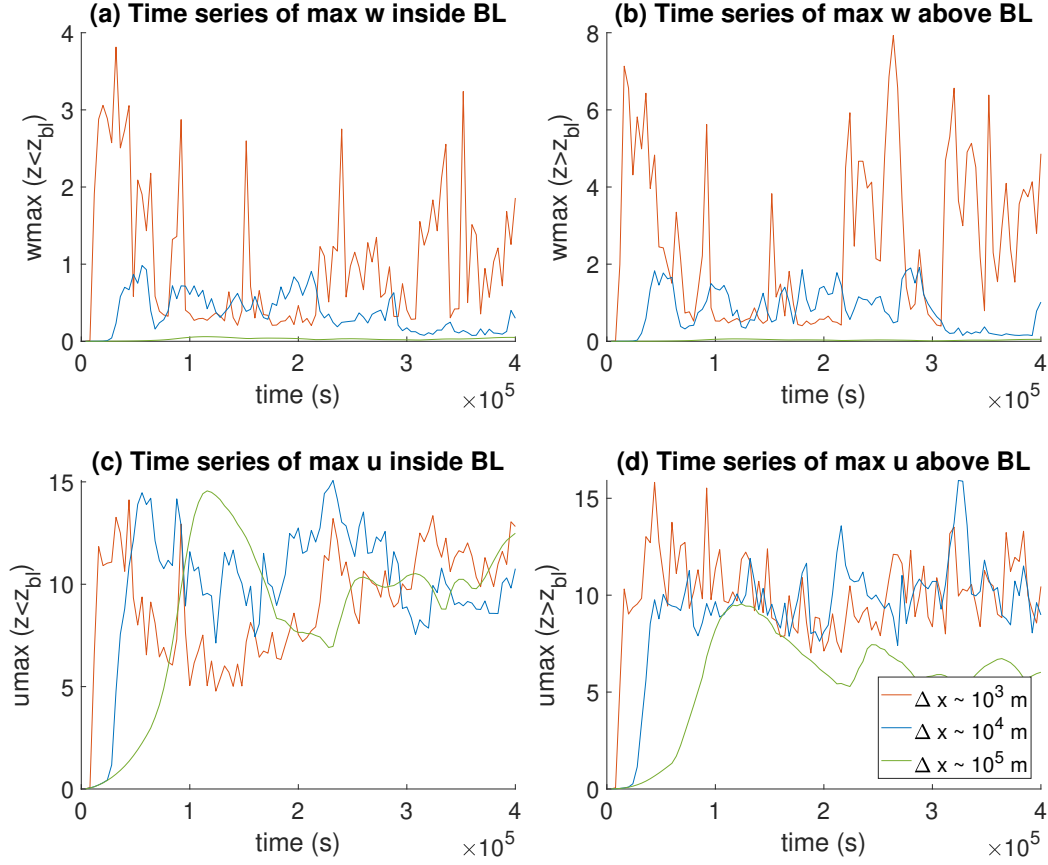 (a) Time series of max w inside BL
wmax (z<z_bl)
4
3
2
1
0
0 1 2 3 4
time (s)
×10^5
(b) Time series of max w above BL
wmax (z>z_bl)
8
6
4
2
0
0 1 2 3 4
time (s)
×10^5
(c) Time series of max u inside BL
umax (z<z_bl)
15
10
5
0
0 1 2 3 4
time (s)
×10^5
(d) Time series of max u above BL
umax (z>z_bl)
15
10
5
0
0 1 2 3 4
time (s)
×10^5
Δ x ~ 10^3 m
Δ x ~ 10^4 m
Δ x ~ 10^5 m